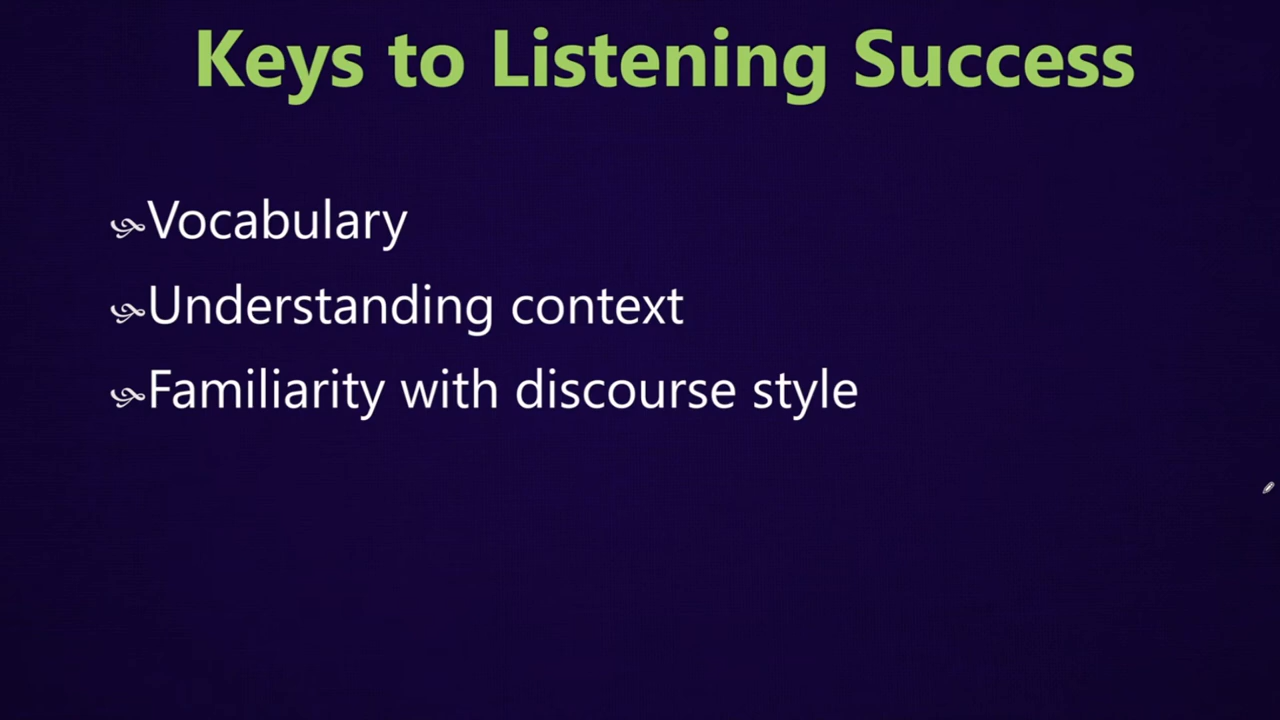 Keys to Listening Success
Vocabulary
Understanding context
Familiarity with discourse style